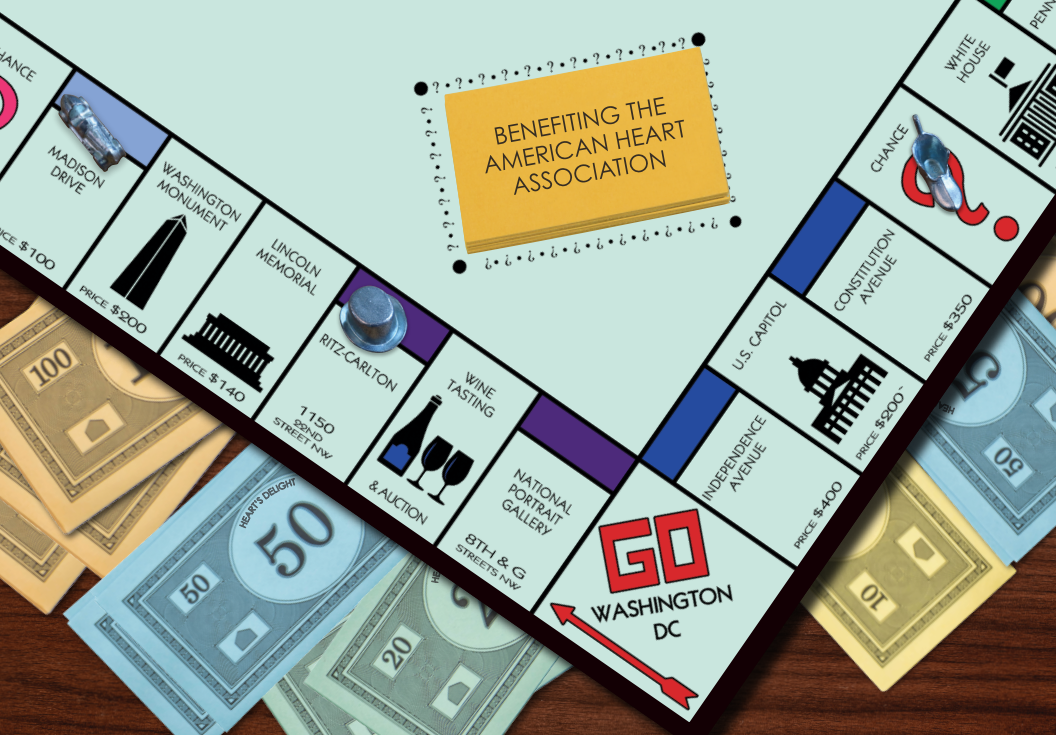 BENEFITING THE
AMERICAN HEART
ASSOCIATION
CHANCE
MADISON
DRIVE
PRICE $100
WASHINGTON
MONUMENT
PRICE $200
LINCOLN
MEMORIAL
PRICE $140
RITZ-CARLTON
1150
22ND
STREET NW
WINE
TASTING
& AUCTION
NATIONAL
PORTRAIT
GALLERY
8TH & G
STREETS NW
GO
WASHINGTON
DC
INDEPENDENCE
AVENUE
PRICE $400
U.S. CAPITOL
PRICE $200
CONSTITUTION
AVENUE
PRICE $350
CHANCE
?
WHITE
HOUSE
100
HEART'S DELIGHT
50
50
20
50
10